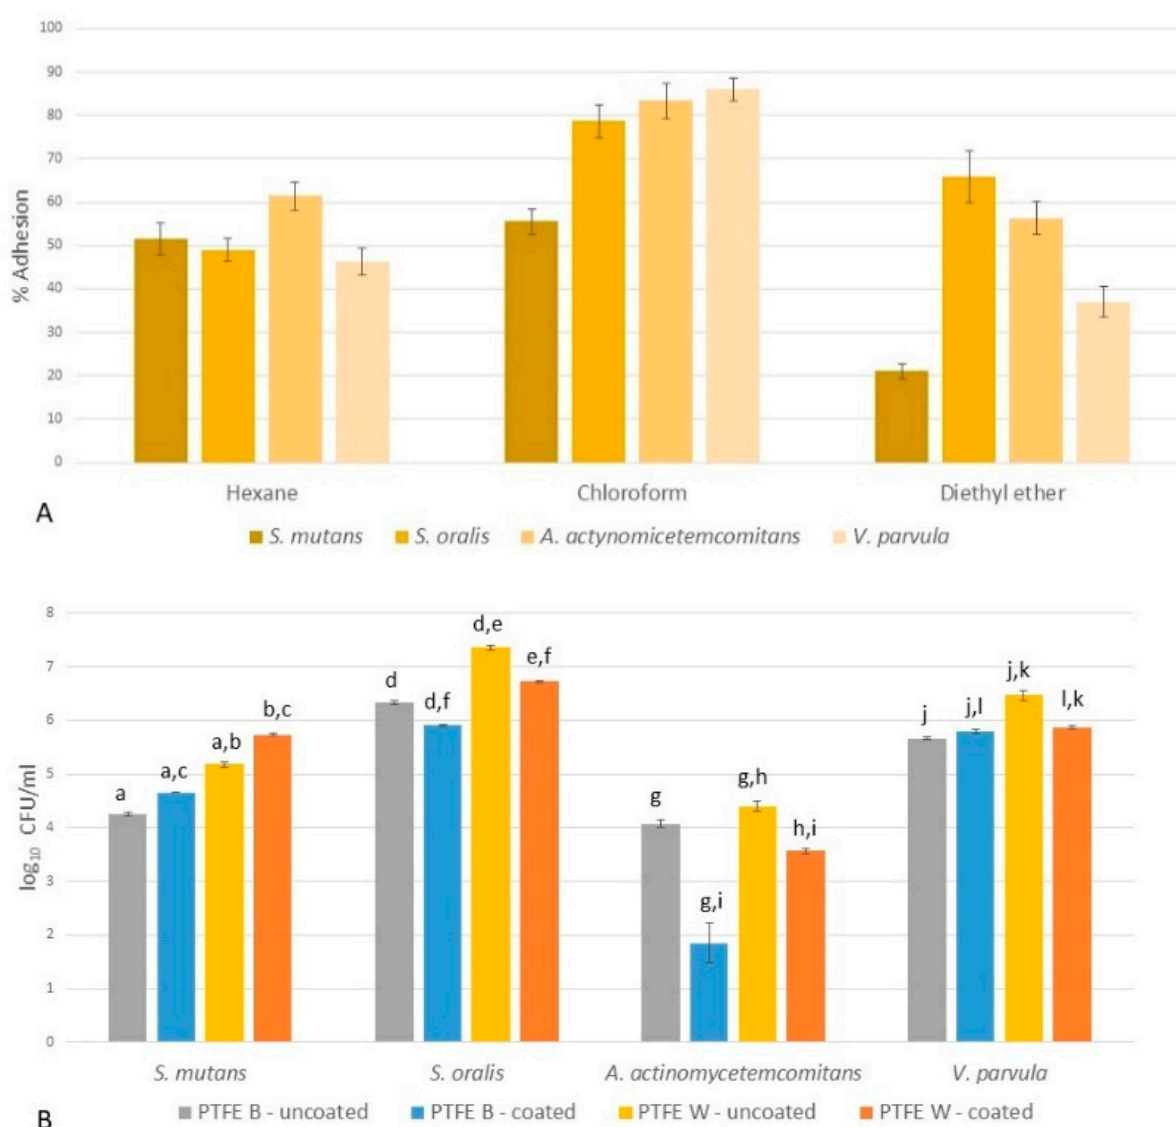 100
90
80
70
60
50
40
30
20
10
0
% Adhesion
Hexane Chloroform Diethyl ether
A
S. mutans S. oralis A. actynomicetemcomitans V. parvula
8
7
6
5
4
3
2
1
0
log₁₀ CFU/ml
a a,c a,b b,c
d d,f d,e e,f
g g,i g,h h,i
j j,l j,k l,k
S. mutans S. oralis A. actinomycetemcomitans V. parvula
B
PTFE B - uncoated PTFE B - coated PTFE W - uncoated PTFE W - coated